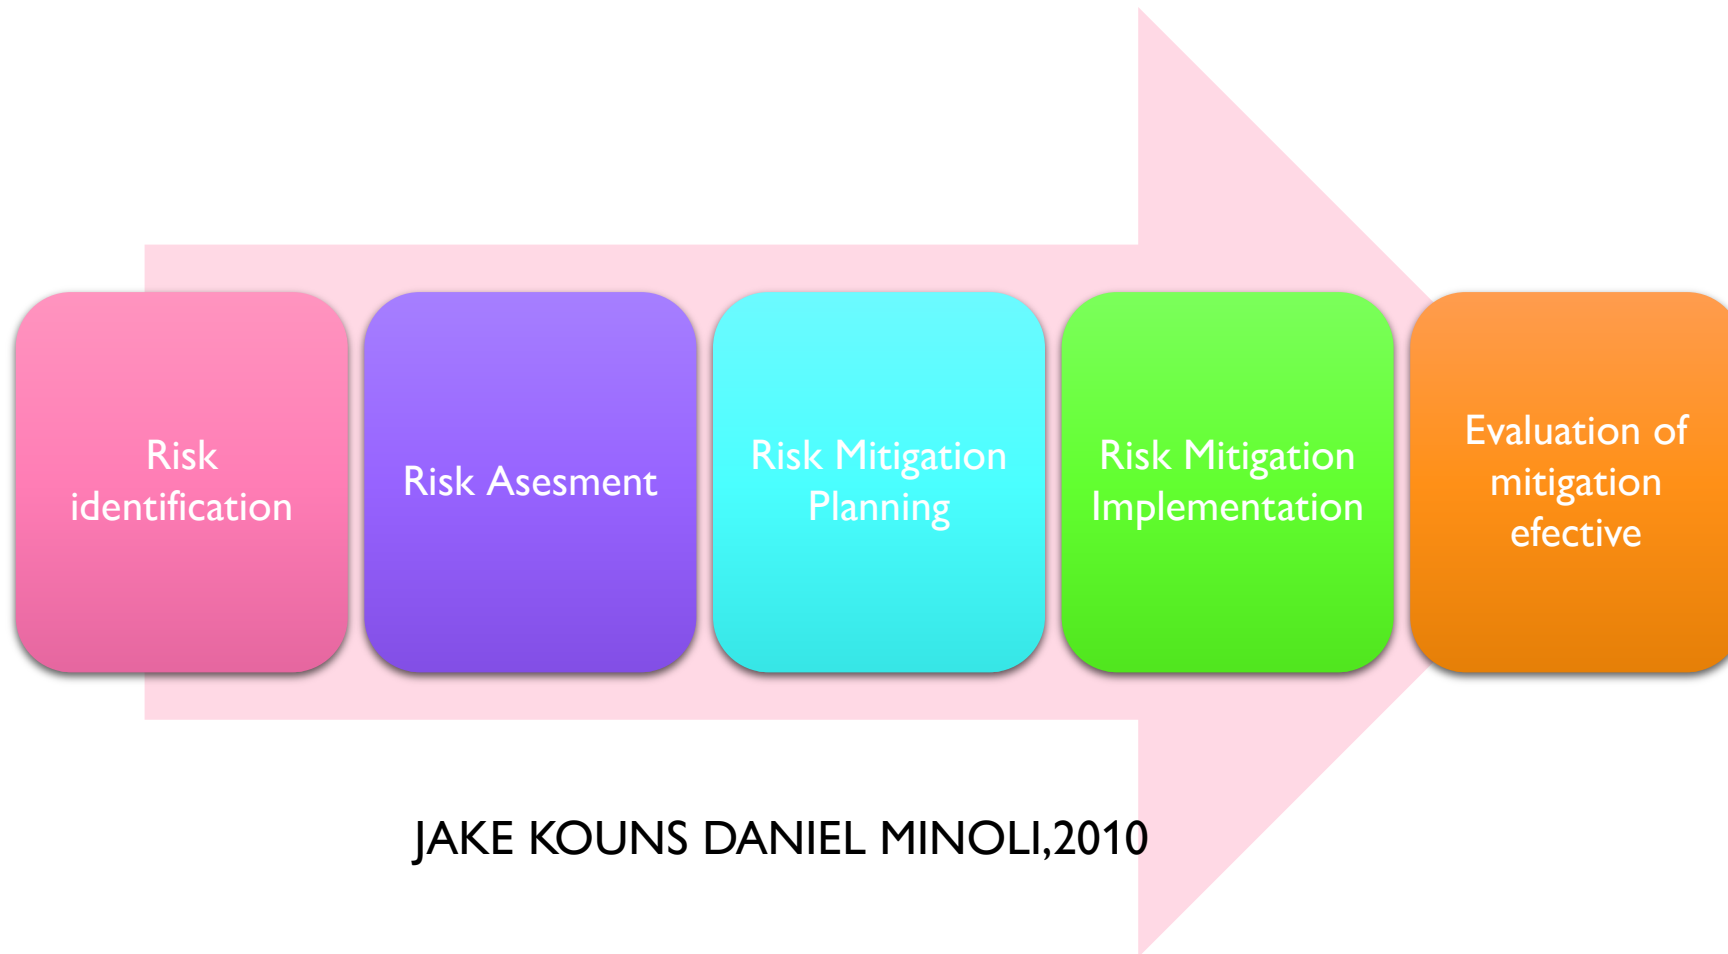 Risk
identification
Risk Asesment
Risk Mitigation
Planning
Risk Mitigation
Implementation
Evaluation of
mitigation
efective
JAKE KOUNS DANIEL MINOLI,2010